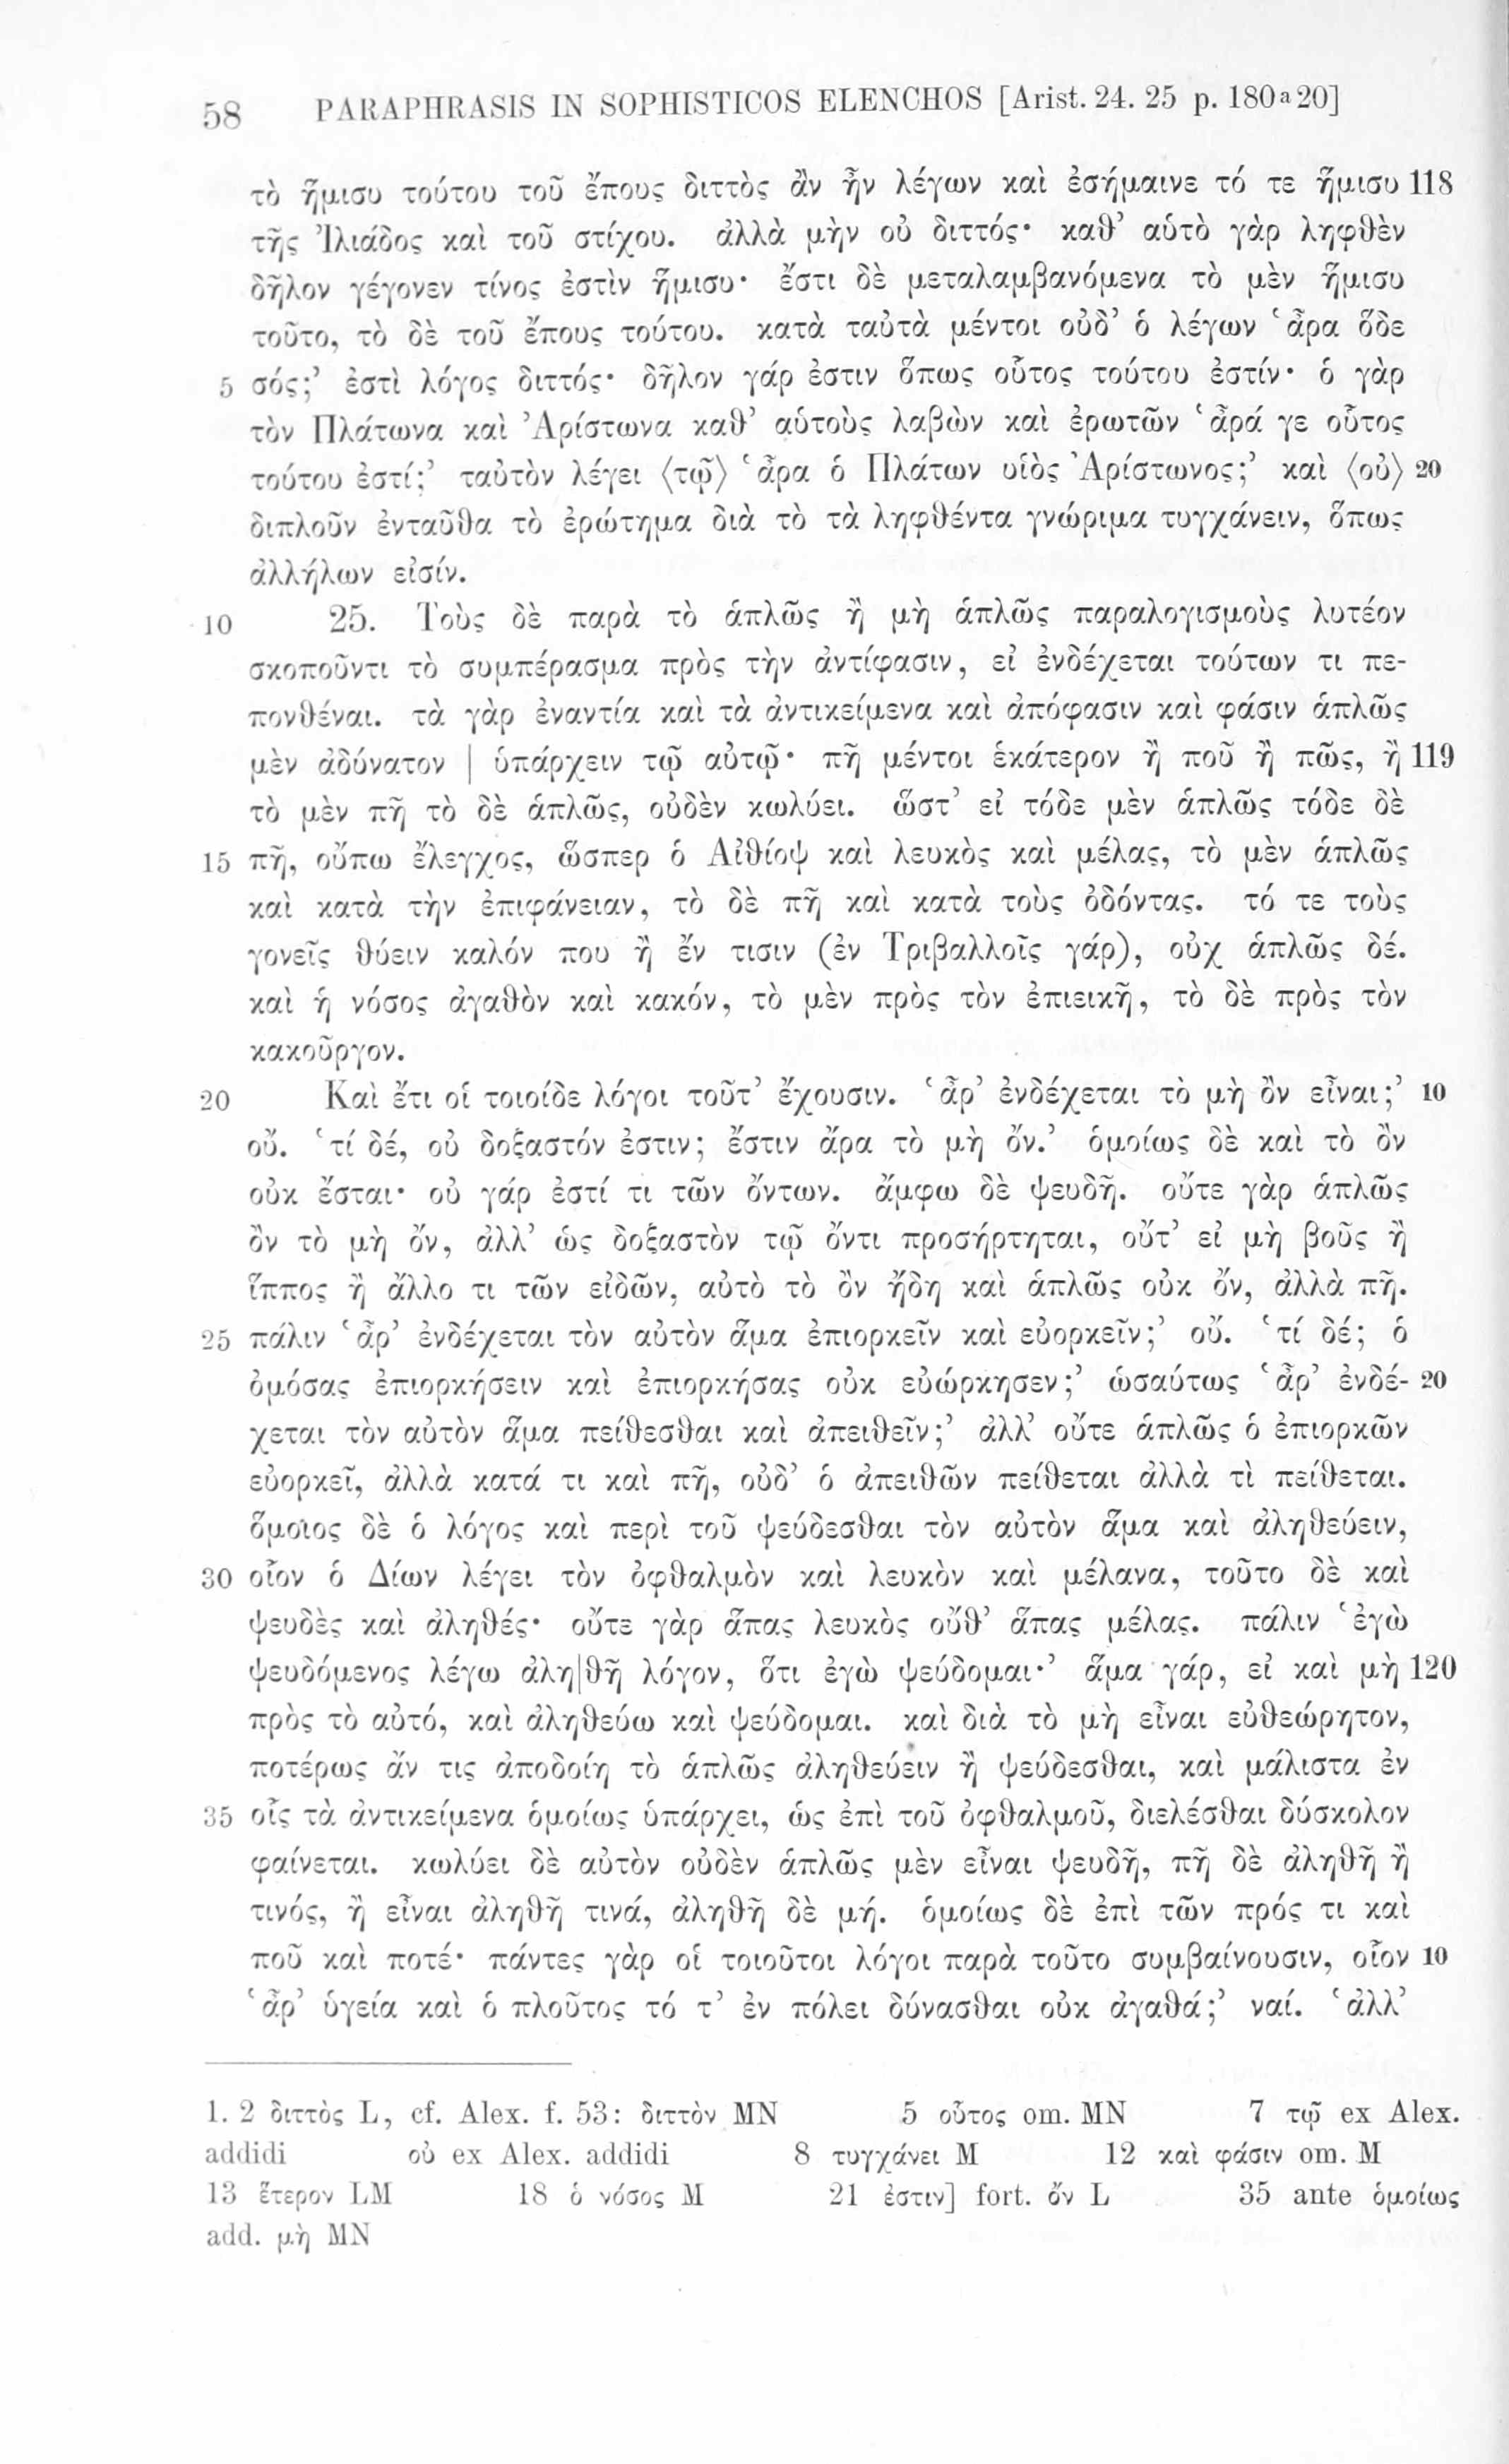 58 PARAPHRASIS IN SOPHISTICOS ELENCHOS [Arist. 24. 25 p. 180a20]
τὸ ἥμισυ τούτου τοῦ ἔπους διττὸς ἂν ἦν λέγων καὶ ἐσήμαινε τό τε ἥμισυ 118
τῆς Ἰλιάδος καὶ τοῦ στίχου. ἀλλὰ μὴν οὐ διττός· καθ’ αὑτὸ γὰρ ληφθὲν
δῆλον γέγονεν τίνος ἐστὶν ἥμισυ· ἔστι δὲ μεταλαμβανόμενα τὸ μὲν ἥμισυ
τοῦτο, τὸ δὲ τοῦ ἔπους τούτου. κατὰ ταὐτὰ μέντοι οὐδ’ ὁ λέγων ‘ἆρα ὅδε
5 σός;’ ἐστὶ λόγος διττός· δῆλον γάρ ἐστιν ὅπως οὗτος τούτου ἐστίν· ὁ γὰρ
τὸν Πλάτωνα καὶ Ἀρίστωνα καθ’ αὑτοὺς λαβὼν καὶ ἐρωτῶν ‘ἆρά γε οὗτος
τούτου ἐστί;’ ταὐτὸν λέγει ⟨τῷ⟩ ‘ἆρα ὁ Πλάτων υἱὸς Ἀρίστωνος;’ καὶ ⟨οὐ⟩ 20
διπλοῦν ἐνταῦθα τὸ ἐρώτημα διὰ τὸ τὰ ληφθέντα γνώριμα τυγχάνειν, ὅπως
ἀλλήλων εἰσίν.
10 25. Τοὺς δὲ παρὰ τὸ ἁπλῶς ἢ μὴ ἁπλῶς παραλογισμοὺς λυτέον
σκοποῦντι τὸ συμπέρασμα πρὸς τὴν ἀντίφασιν, εἰ ἐνδέχεται τούτων τι πε-
πονθέναι. τὰ γὰρ ἐναντία καὶ τὰ ἀντικείμενα καὶ ἀπόφασιν καὶ φάσιν ἁπλῶς
μὲν ἀδύνατον | ὑπάρχειν τῷ αὐτῷ· πῆ μέντοι ἑκάτερον ἢ ποῦ ἢ πῶς, ἢ 119
τὸ μὲν πῆ τὸ δὲ ἁπλῶς, οὐδὲν κωλύει. ὥστ’ εἰ τόδε μὲν ἁπλῶς τόδε δὲ
15 πῆ, οὔπω ἔλεγχος, ὥσπερ ὁ Αἰθίοψ καὶ λευκὸς καὶ μέλας, τὸ μὲν ἁπλῶς
καὶ κατὰ τὴν ἐπιφάνειαν, τὸ δὲ πῆ καὶ κατὰ τοὺς ὀδόντας. τό τε τοὺς
γονεῖς θύειν καλόν που ἢ ἔν τισιν (ἐν Τριβαλλοῖς γάρ), οὐχ ἁπλῶς δέ.
καὶ ἡ νόσος ἀγαθὸν καὶ κακόν, τὸ μὲν πρὸς τὸν ἐπιεικῆ, τὸ δὲ πρὸς τὸν
κακοῦργον.
20 Καὶ ἔτι οἱ τοιοίδε λόγοι τοῦτ’ ἔχουσιν. ‘ἆρ’ ἐνδέχεται τὸ μὴ ὂν εἶναι;’ 10
οὔ. ‘τί δέ, οὐ δοξαστόν ἐστιν; ἔστιν ἄρα τὸ μὴ ὄν.’ ὁμοίως δὲ καὶ τὸ ὂν
οὐκ ἔσται· οὐ γάρ ἐστί τι τῶν ὄντων. ἄμφω δὲ ψευδῆ. οὔτε γὰρ ἁπλῶς
ὂν τὸ μὴ ὄν, ἀλλ’ ὡς δοξαστὸν τῷ ὄντι προσήρτηται, οὔτ’ εἰ μὴ βοῦς ἢ
ἵππος ἢ ἄλλο τι τῶν εἰδῶν, αὐτὸ τὸ ὂν ἤδη καὶ ἁπλῶς οὐκ ὄν, ἀλλὰ πῆ.
25 πάλιν ‘ἆρ’ ἐνδέχεται τὸν αὐτὸν ἅμα ἐπιορκεῖν καὶ εὐορκεῖν;’ οὔ. ‘τί δέ; ὁ
ὀμόσας ἐπιορκήσειν καὶ ἐπιορκήσας οὐκ εὐώρκησεν;’ ὡσαύτως ‘ἆρ’ ἐνδέ- 20
χεται τὸν αὐτὸν ἅμα πείθεσθαι καὶ ἀπειθεῖν;’ ἀλλ’ οὔτε ἁπλῶς ὁ ἐπιορκῶν
εὐορκεῖ, ἀλλὰ κατά τι καὶ πῆ, οὐδ’ ὁ ἀπειθῶν πείθεται ἀλλὰ τὶ πείθεται.
ὅμοιος δὲ ὁ λόγος καὶ περὶ τοῦ ψεύδεσθαι τὸν αὐτὸν ἅμα καὶ ἀληθεύειν,
30 οἷον ὁ Δίων λέγει τὸν ὀφθαλμὸν καὶ λευκὸν καὶ μέλανα, τοῦτο δὲ καὶ
ψευδὲς καὶ ἀληθές· οὔτε γὰρ ἅπας λευκὸς οὔθ’ ἅπας μέλας. πάλιν ‘ἐγὼ
ψευδόμενος λέγω ἀλη|θῆ λόγον, ὅτι ἐγὼ ψεύδομαι·’ ἅμα γάρ, εἰ καὶ μὴ 120
πρὸς τὸ αὐτό, καὶ ἀληθεύω καὶ ψεύδομαι. καὶ διὰ τὸ μὴ εἶναι εὐθεώρητον,
ποτέρως ἄν τις ἀποδοίη τὸ ἁπλῶς ἀληθεύειν ἢ ψεύδεσθαι, καὶ μάλιστα ἐν
35 οἷς τὰ ἀντικείμενα ὁμοίως ὑπάρχει, ὡς ἐπὶ τοῦ ὀφθαλμοῦ, διελέσθαι δύσκολον
φαίνεται. κωλύει δὲ αὐτὸν οὐδὲν ἁπλῶς μὲν εἶναι ψευδῆ, πῆ δὲ ἀληθῆ ἢ
τινός, ἢ εἶναι ἀληθῆ τινά, ἀληθῆ δὲ μή. ὁμοίως δὲ ἐπὶ τῶν πρός τι καὶ
ποῦ καὶ ποτέ· πάντες γὰρ οἱ τοιοῦτοι λόγοι παρὰ τοῦτο συμβαίνουσιν, οἷον 10
‘ἆρ’ ὑγεία καὶ ὁ πλοῦτος τό τ’ ἐν πόλει δύνασθαι οὐκ ἀγαθά;’ ναί. ‘ἀλλ’
1. 2 διττὸς L, cf. Alex. f. 53: διττὸν MN 5 οὗτος om. MN 7 τῷ ex Alex.
addidi οὐ ex Alex. addidi 8 τυγχάνει M 12 καὶ φάσιν om. M
13 ἕτερον LM 18 ὁ νόσος M 21 ἐστιν] fort. ὄν L 35 ante ὁμοίως
add. μὴ MN